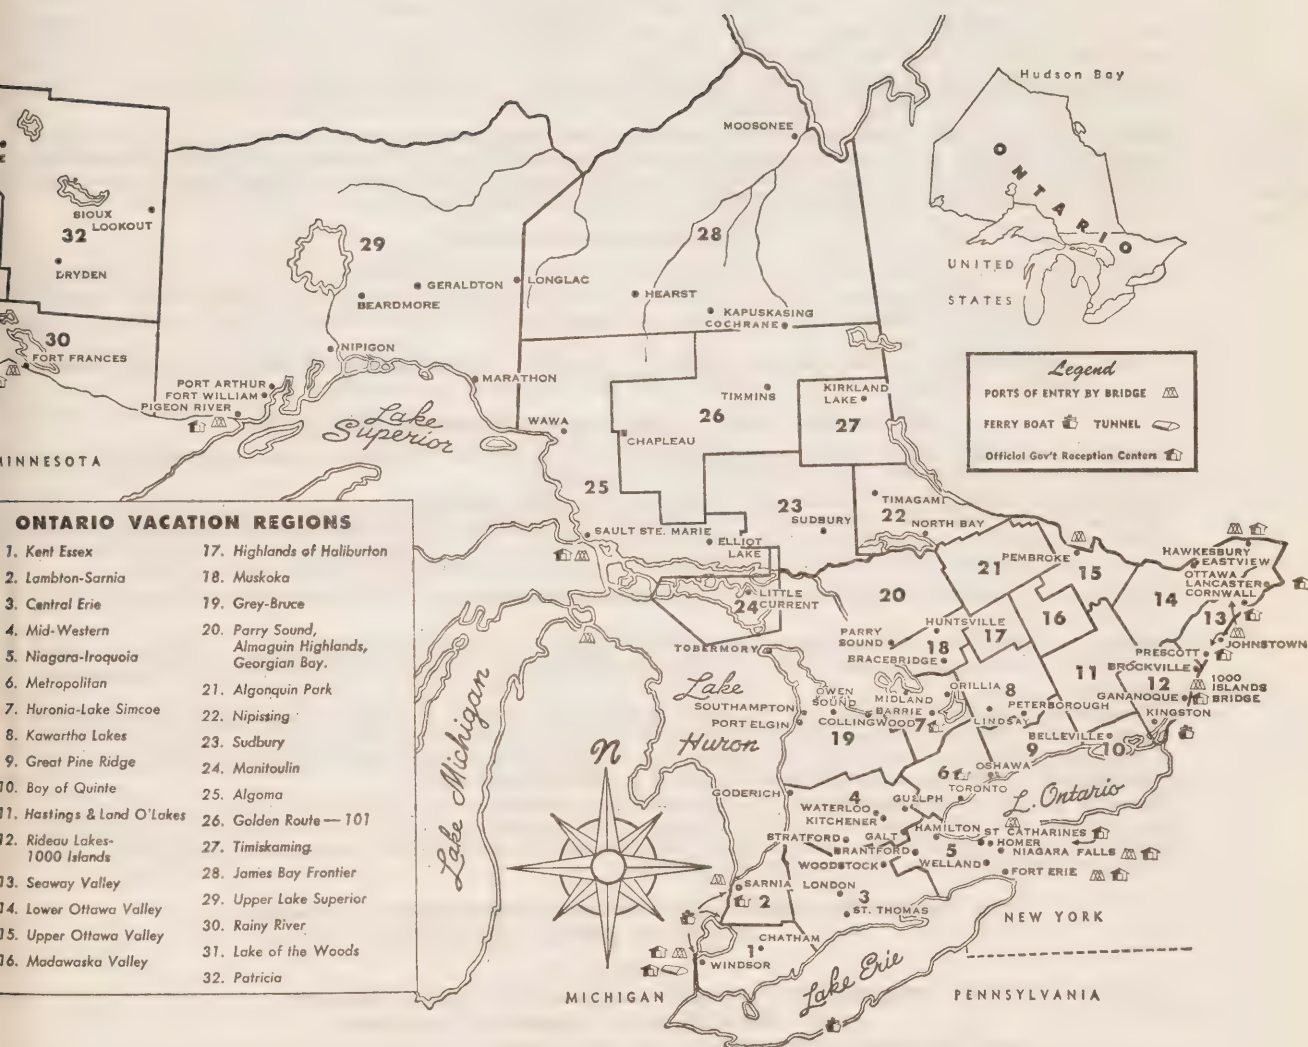 Hudson Bay
ONTARIO
UNITED
STATES
MOOSONEE
SIOUX
LOOKOUT
32
DRYDEN
29
28
GERALDTON
LONGLAC
BEARDMORE
HEARST
KAPUSKASING
COCHRANE
30
FORT FRANCES
NIPIGON
PORT ARTHUR
FORT WILLIAM
PIGEON RIVER
MARATHON
Lake
Superior
WAWA
TIMMINS
26
CHAPLEAU
KIRKLAND
LAKE
27
Legend
PORTS OF ENTRY BY BRIDGE
FERRY BOAT
TUNNEL
Official Gov't Reception Centers
MINNESOTA
25
23
SUDBURY
TIMAGAMI
22
NORTH BAY
SAULT STE. MARIE
ELLIOT
LAKE
24
LITTLE
CURRENT
20
21
PEMBROKE
15
HAWKESBURY
EASTVIEW
OTTAWA
LANCASTER
CORNWALL
14
13
16
HUNTSVILLE
17
PARRY
SOUND
18
BRACEBRIDGE
TOBERMORY
PRESCOTT
JOHNSTOWN
BROCKVILLE
11
12
1000
ISLANDS
BRIDGE
GANANOQUE
KINGSTON
Lake
Huron
SOUTHAMPTON
PORT ELGIN
OWEN
SOUND
MIDLAND
BARRIE
COLLINGWOOD
7
19
ORILLIA
8
PETERBOROUGH
LINDSAY
BELLEVILLE
9
10
OSHAWA
6
TORONTO
L. Ontario
GODERICH
4
WATERLOO
KITCHENER
GUELPH
STRATFORD
GALT
HAMILTON
ST CATHARINES
5
HOMER
NIAGARA FALLS
BRANTFORD
WOODSTOCK
WELLAND
FORT ERIE
SARNIA
2
LONDON
3
ST. THOMAS
NEW YORK
CHATHAM
1
WINDSOR
Lake Erie
Lake Michigan
N
MICHIGAN
PENNSYLVANIA
ONTARIO VACATION REGIONS
1. Kent Essex
2. Lambton-Sarnia
3. Central Erie
4. Mid-Western
5. Niagara-Iroquoia
6. Metropolitan
7. Huronia-Lake Simcoe
8. Kawartha Lakes
9. Great Pine Ridge
10. Bay of Quinte
11. Hastings & Land O'Lakes
12. Rideau Lakes-
1000 Islands
13. Seaway Valley
14. Lower Ottawa Valley
15. Upper Ottawa Valley
16. Madawaska Valley
17. Highlands of Haliburton
18. Muskoka
19. Grey-Bruce
20. Parry Sound,
Almaguin Highlands,
Georgian Bay.
21. Algonquin Park
22. Nipissing
23. Sudbury
24. Manitoulin
25. Algoma
26. Golden Route—101
27. Timiskaming
28. James Bay Frontier
29. Upper Lake Superior
30. Rainy River
31. Lake of the Woods
32. Patricia